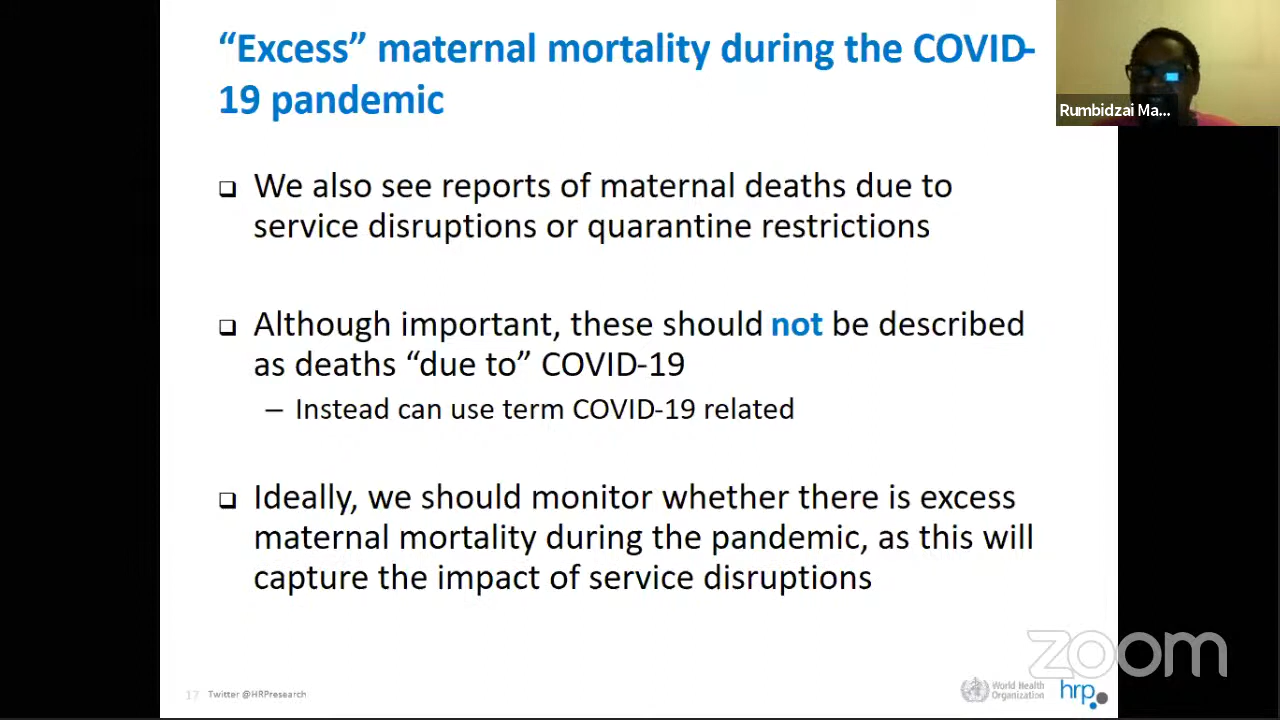 “Excess” maternal mortality during the COVID-
19 pandemic
Rumbidzai Ma...
We also see reports of maternal deaths due to
service disruptions or quarantine restrictions
Although important, these should not be described
as deaths “due to” COVID-19
– Instead can use term COVID-19 related
Ideally, we should monitor whether there is excess
maternal mortality during the pandemic, as this will
capture the impact of service disruptions
zoom
17 Twitter @HRPresearch
World Health
Organization
hrp